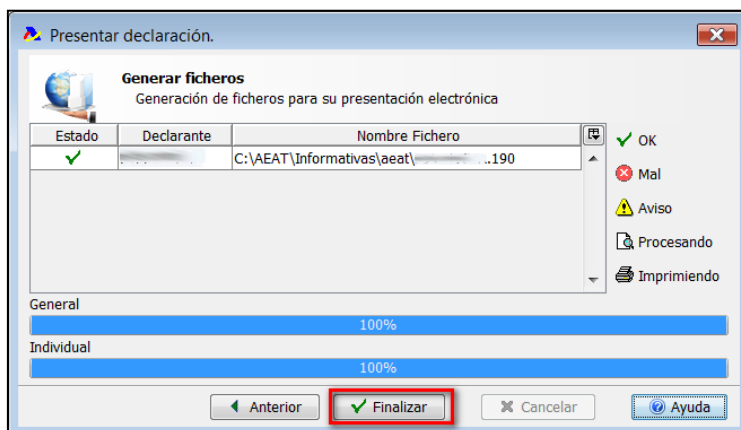 Presentar declaración.
Generar ficheros
Generación de ficheros para su presentación electrónica
Estado Declarante Nombre Fichero
C:\AEAT\Informativas\aeat\ .190
OK
Mal
Aviso
Procesando
Imprimiendo
General
100%
Individual
100%
Anterior Finalizar Cancelar Ayuda